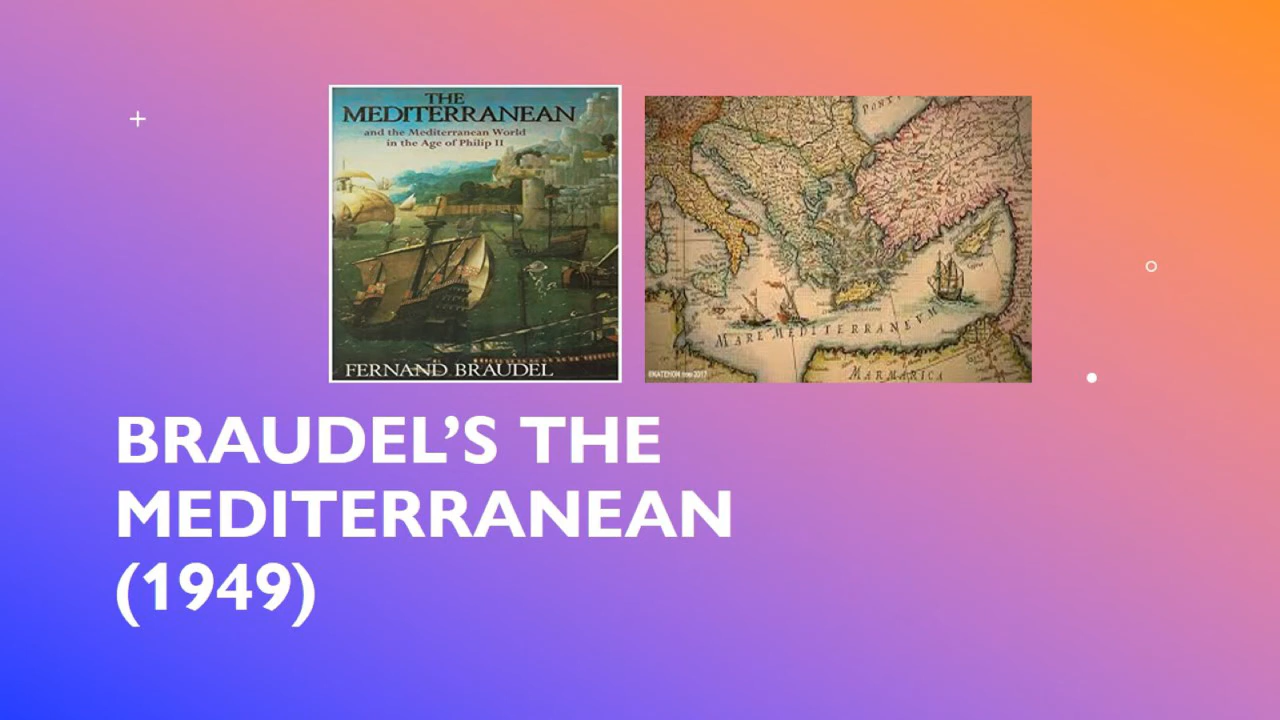 THE
MEDITERRANEAN
and the Mediterranean World
in the Age of Philip II
FERNAND BRAUDEL
PONTV
MARE MEDITERRANEVM
MARMARICA
BRAUDEL’S THE
MEDITERRANEAN
(1949)